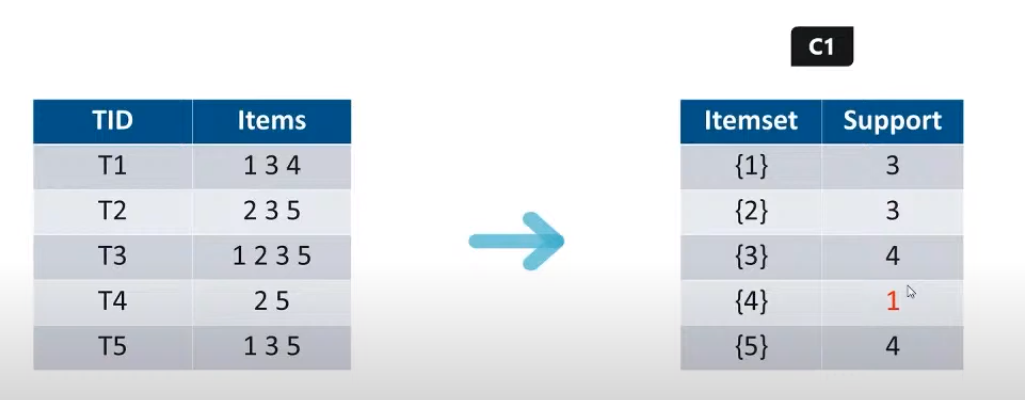 C1
TID Items
T1 1 3 4
T2 2 3 5
T3 1 2 3 5
T4 2 5
T5 1 3 5
Itemset Support
{1} 3
{2} 3
{3} 4
{4} 1
{5} 4